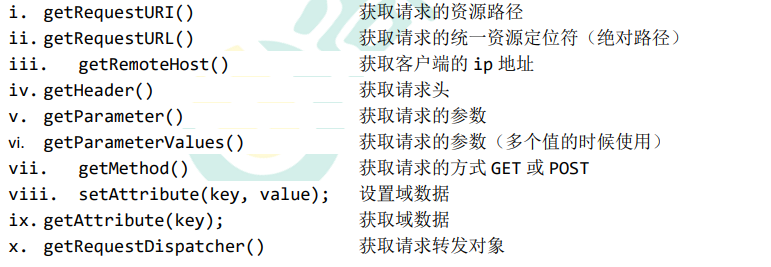 i. getRequestURI() 获取请求的资源路径
ii. getRequestURL() 获取请求的统一资源定位符（绝对路径）
iii. getRemoteHost() 获取客户端的 ip 地址
iv. getHeader() 获取请求头
v. getParameter() 获取请求的参数
vi. getParameterValues() 获取请求的参数（多个值的时候使用）
vii. getMethod() 获取请求的方式 GET 或 POST
viii. setAttribute(key, value); 设置域数据
ix. getAttribute(key); 获取域数据
x. getRequestDispatcher() 获取请求转发对象